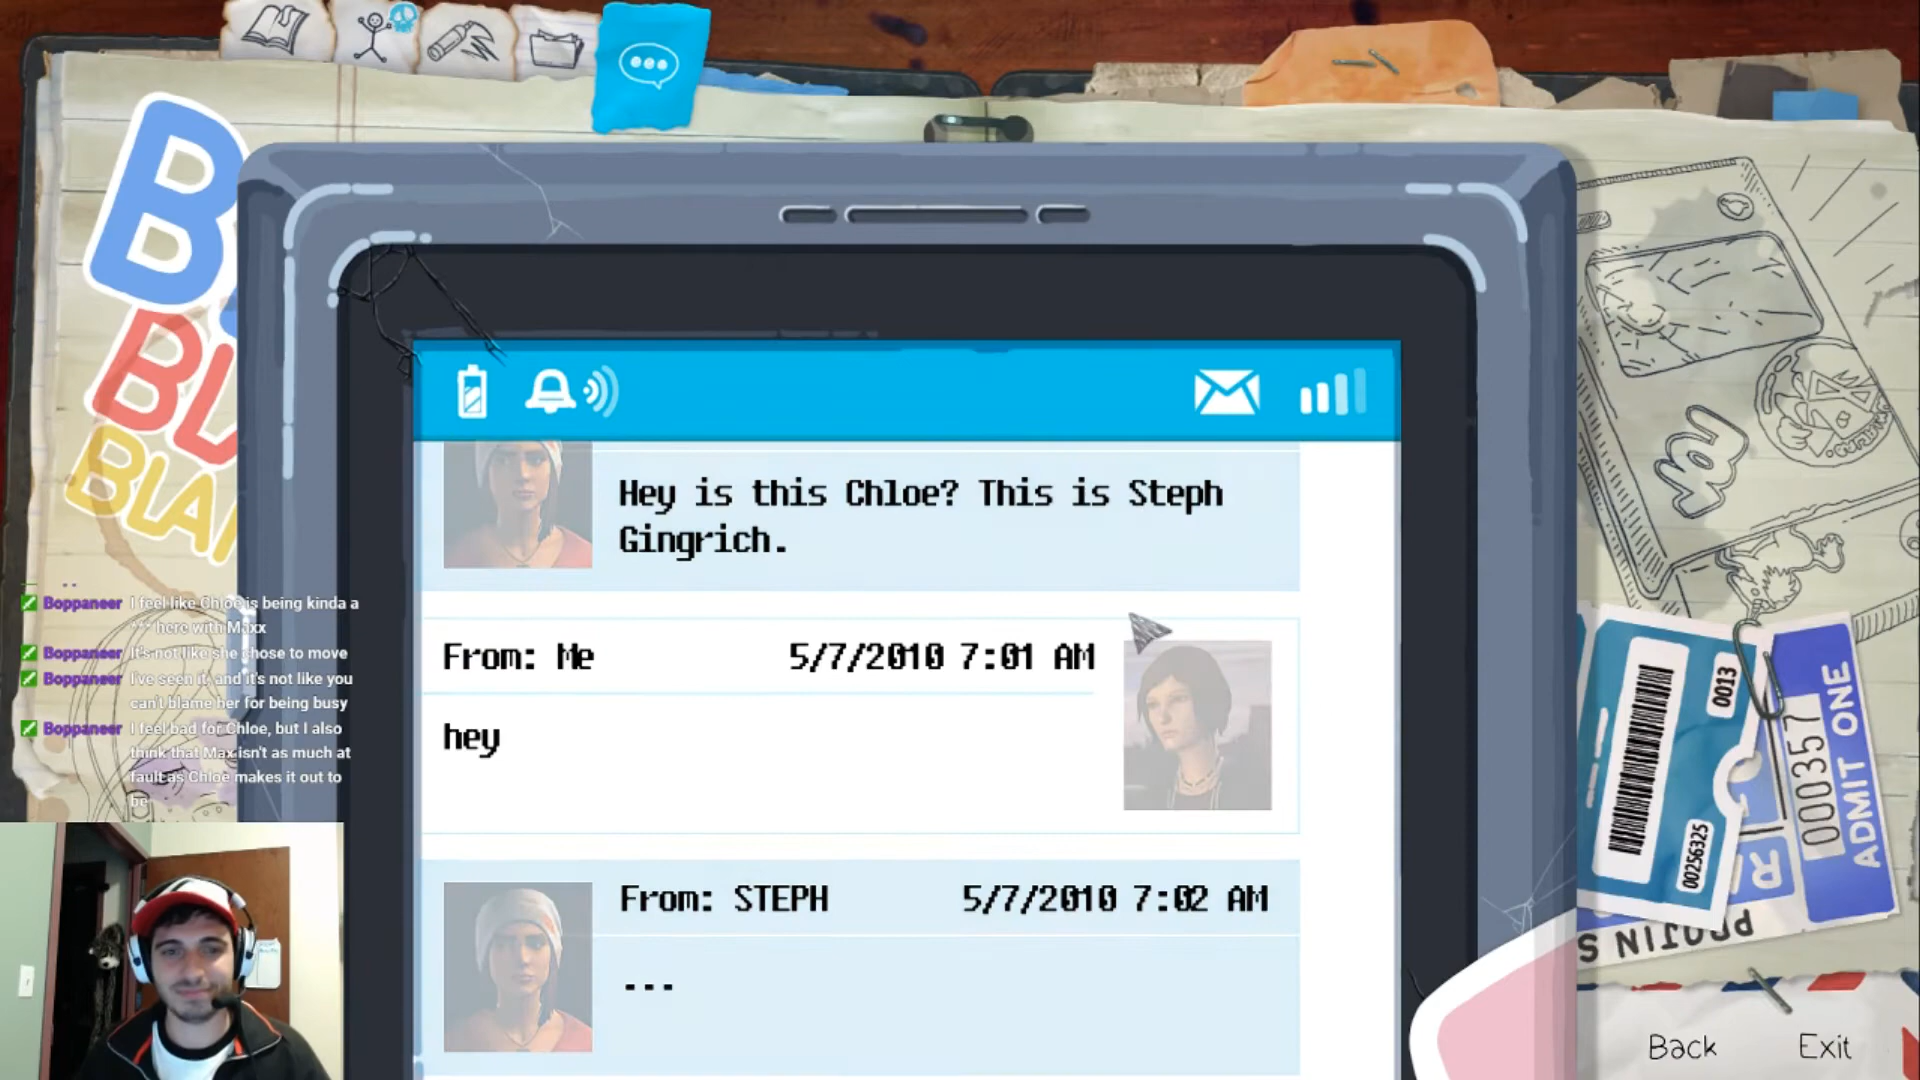 Hey is this Chloe? This is Steph
Gingrich.
From: Me 5/7/2010 7:01 AM
hey
From: STEPH 5/7/2010 7:02 AM
...
Boppaneer I feel like Chloe is being kinda a
*** here with Maxx
Boppaneer It's not like she chose to move
Boppaneer I've seen it, and it's not like you
can't blame her for being busy
Boppaneer I feel bad for Chloe, but I also
think that Max isn't as much at
fault as Chloe makes it out to
be
0013
00256325
000357
ADMIT ONE
Back Exit